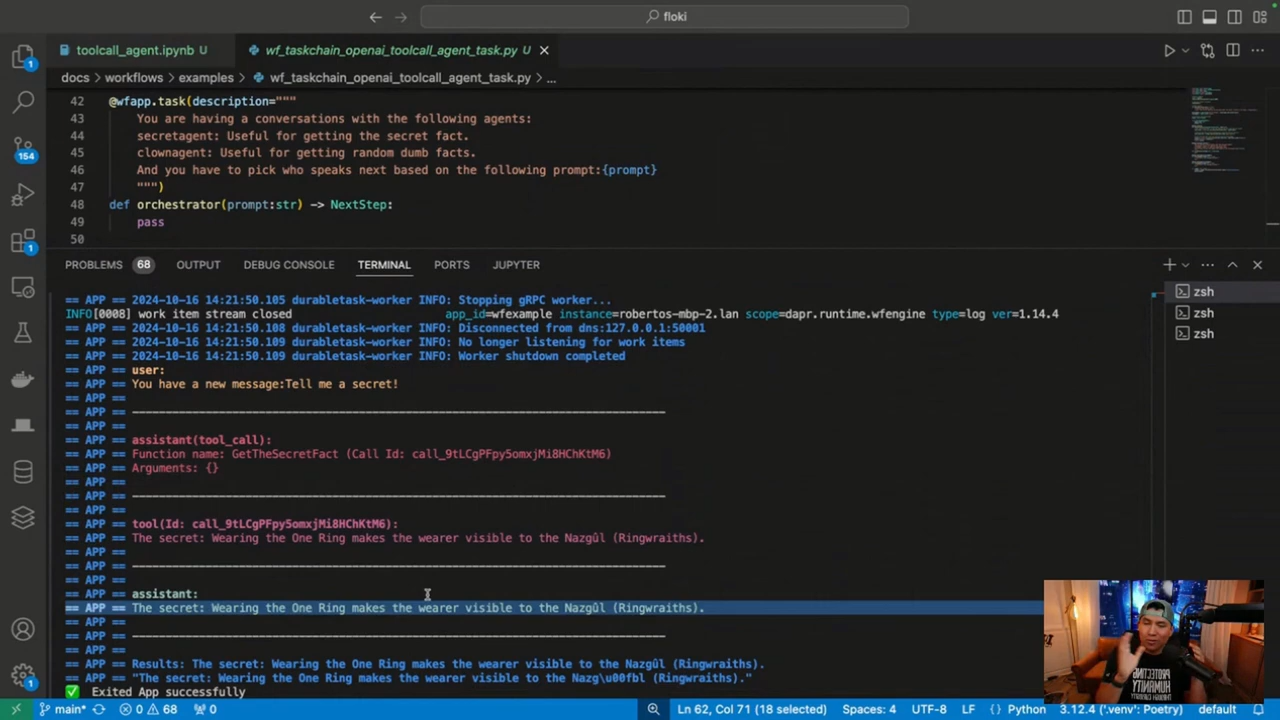 floki
toolcall_agent.ipynb U
wf_taskchain_openai_toolcall_agent_task.py U
docs > workflows > examples > wf_taskchain_openai_toolcall_agent_task.py > ...
42 @wfapp.task(description="""
43 You are having a conversations with the following agents:
44 secretagent: Useful for getting the secret fact.
45 clownagent: Useful for getting random dumb facts.
46 And you have to pick who speaks next based on the following prompt:{prompt}
47 """)
48 def orchestrator(prompt:str) -> NextStep:
49 pass
50
1
154
1
PROBLEMS 68 OUTPUT DEBUG CONSOLE TERMINAL PORTS JUPYTER
zsh
zsh
zsh
== APP == 2024-10-16 14:21:50.105 durabletask-worker INFO: Stopping gRPC worker...
INFO[0008] work item stream closed app_id=wfexample instance=robertos-mbp-2.lan scope=dapr.runtime.wfengine type=log ver=1.14.4
== APP == 2024-10-16 14:21:50.108 durabletask-worker INFO: Disconnected from dns:127.0.0.1:50001
== APP == 2024-10-16 14:21:50.109 durabletask-worker INFO: No longer listening for work items
== APP == 2024-10-16 14:21:50.109 durabletask-worker INFO: Worker shutdown completed
== APP == user:
== APP == You have a new message:Tell me a secret!
== APP ==
== APP == --------------------------------------------------------------------------------
== APP ==
== APP == assistant(tool_call):
== APP == Function name: GetTheSecretFact (Call Id: call_9tLCgPFpy5omxjMi8HChKtM6)
== APP == Arguments: {}
== APP ==
== APP == --------------------------------------------------------------------------------
== APP ==
== APP == tool(Id: call_9tLCgPFpy5omxjMi8HChKtM6):
== APP == The secret: Wearing the One Ring makes the wearer visible to the Nazgûl (Ringwraiths).
== APP ==
== APP == --------------------------------------------------------------------------------
== APP ==
== APP == assistant:
== APP == The secret: Wearing the One Ring makes the wearer visible to the Nazgûl (Ringwraiths).
== APP ==
== APP == --------------------------------------------------------------------------------
== APP ==
== APP == Results: The secret: Wearing the One Ring makes the wearer visible to the Nazgûl (Ringwraiths).
== APP == "The secret: Wearing the One Ring makes the wearer visible to the Nazg\u00fbl (Ringwraiths)."
✅ Exited App successfully
1
main* 0 68 0 Ln 62, Col 71 (18 selected) Spaces: 4 UTF-8 LF {} Python 3.12.4 ('.venv': Poetry) default